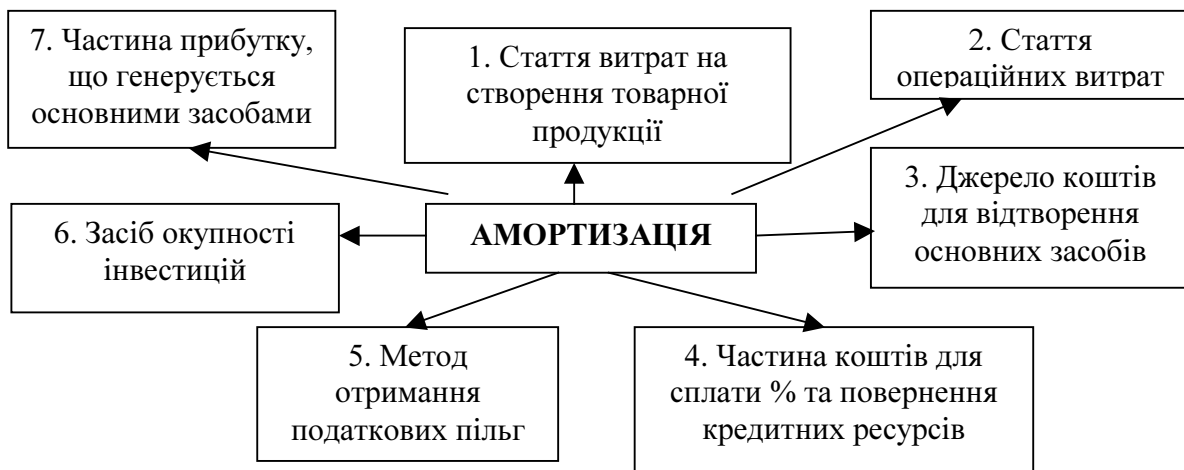 7. Частина прибутку,
що генерується
основними засобами
1. Стаття витрат на
створення товарної
продукції
2. Стаття
операційних витрат
3. Джерело коштів
для відтворення
основних засобів
АМОРТИЗАЦІЯ
6. Засіб окупності
інвестицій
5. Метод
отримання
податкових пільг
4. Частина коштів для
сплати % та повернення
кредитних ресурсів